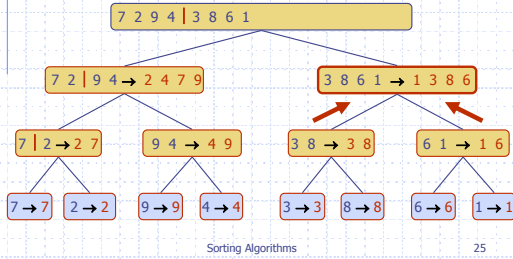 7 2 9 4 | 3 8 6 1
7 2 | 9 4 → 2 4 7 9
3 8 6 1 → 1 3 8 6
7 | 2 → 2 7
9 4 → 4 9
3 8 → 3 8
6 1 → 1 6
7 → 7
2 → 2
9 → 9
4 → 4
3 → 3
8 → 8
6 → 6
1 → 1
Sorting Algorithms
25